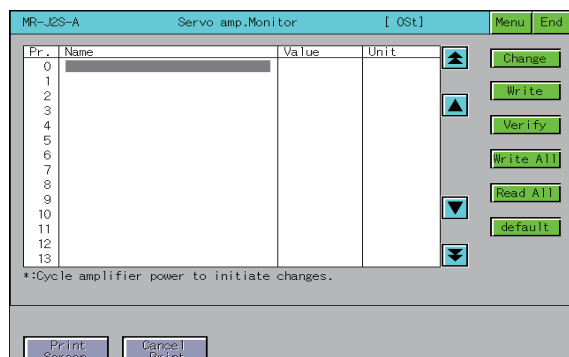 MR-J2S-A Servo amp.Monitor [ OSt] Menu End
Pr. Name Value Unit
0
1
2
3
4
5
6
7
8
9
10
11
12
13
Change
Write
Verify
Write All
Read All
default
*:Cycle amplifier power to initiate changes.
Print
Screen
Cancel
Print